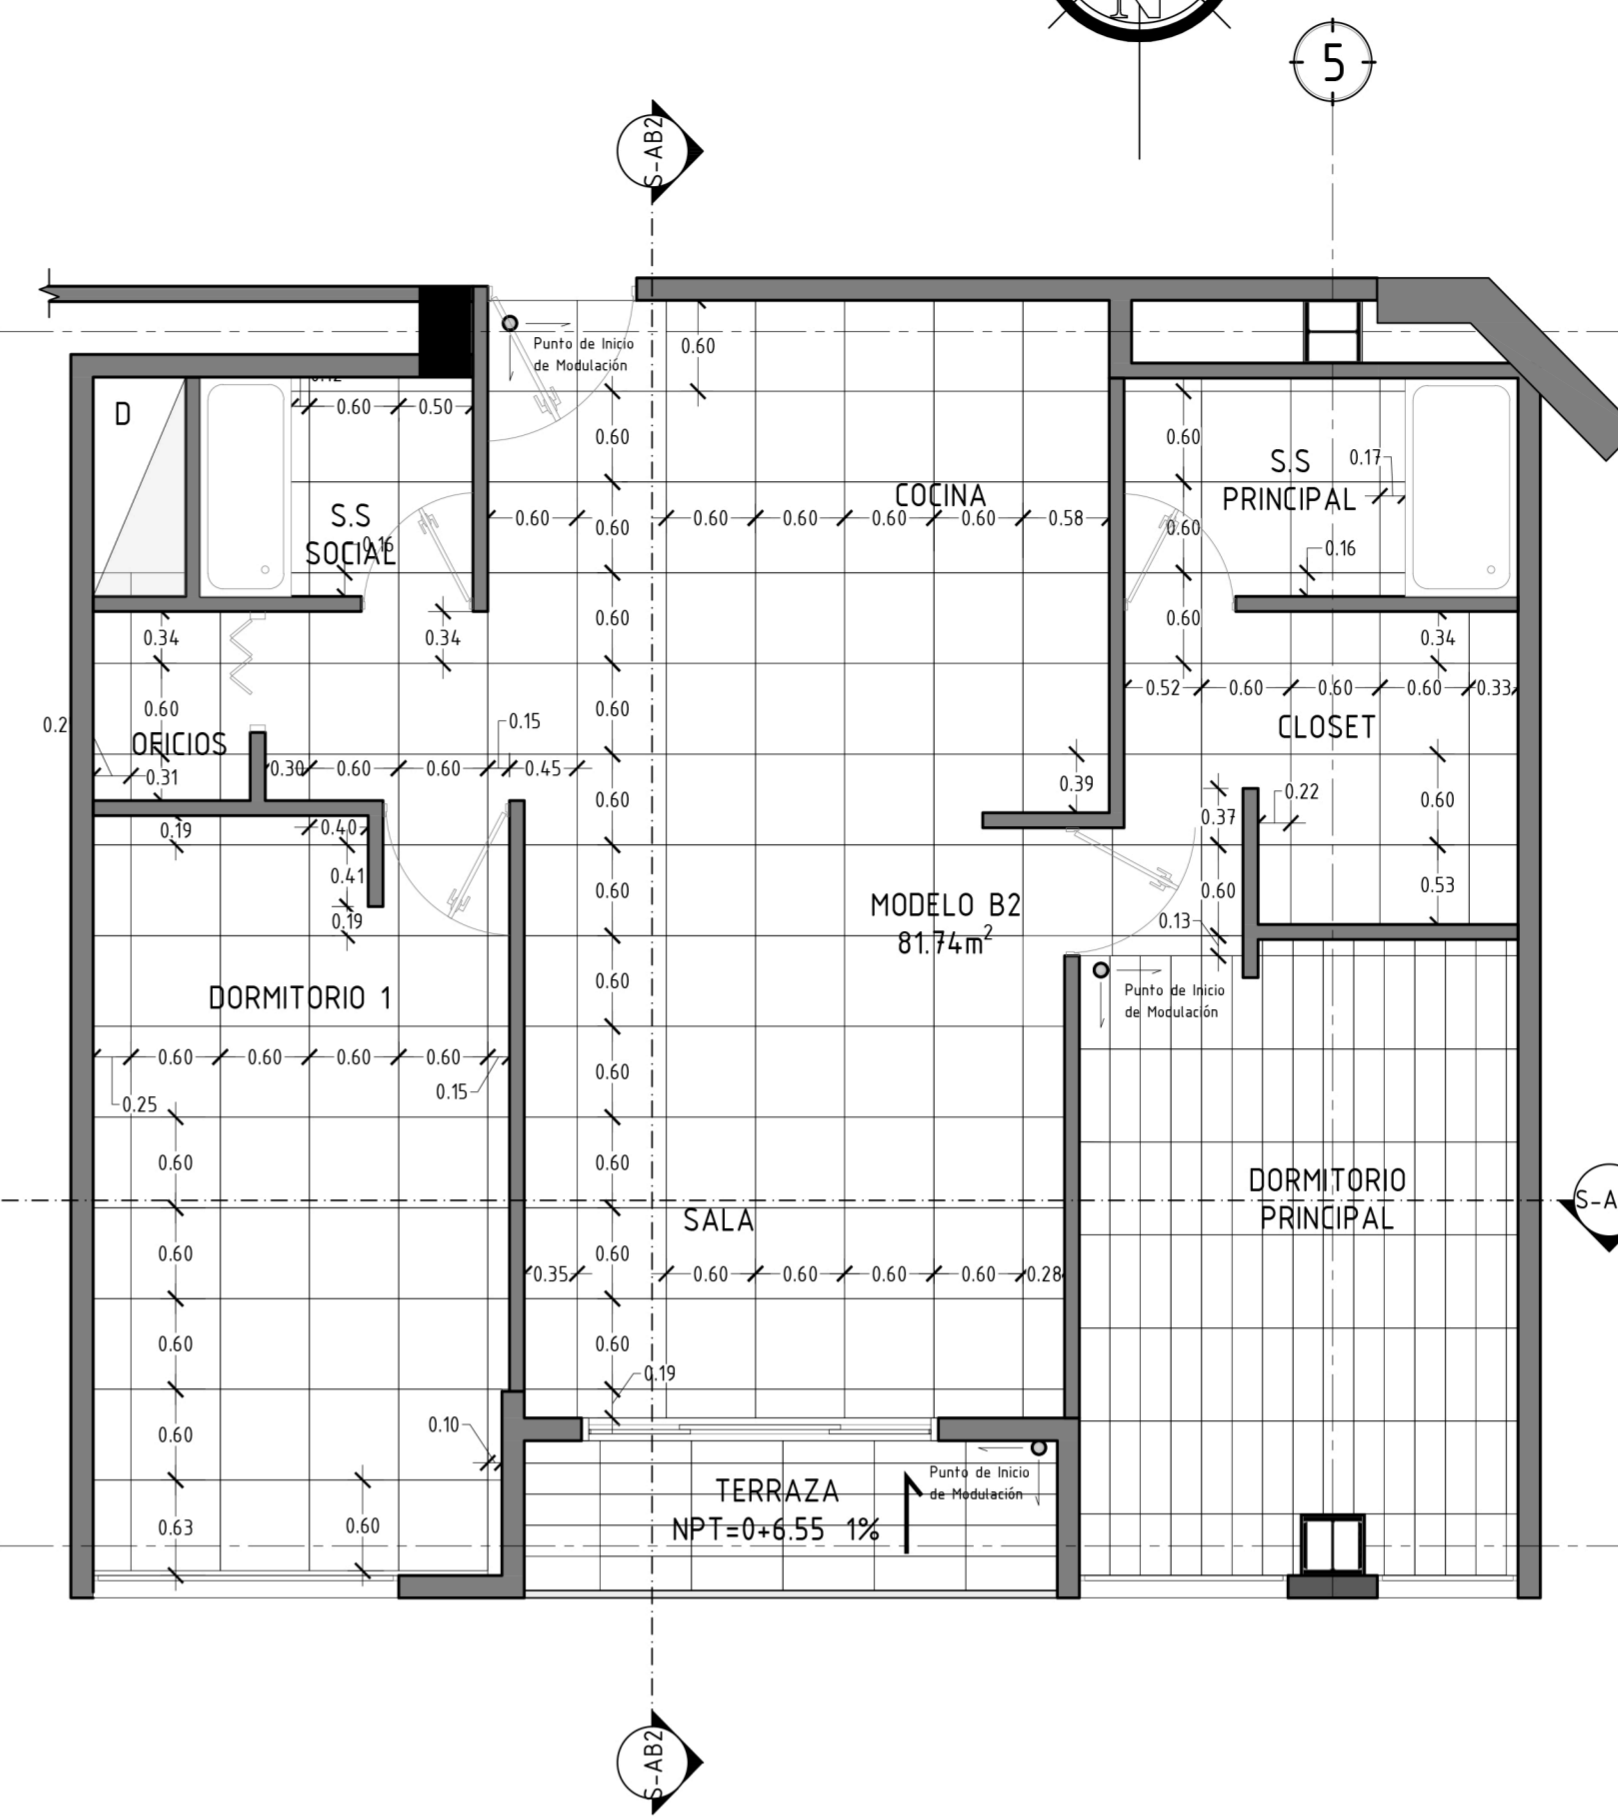 N
5
S-AB2
Punto de Inicio
de Modulación
0.60
D
0.60
0.50
0.60
0.60
S.S
PRINCIPAL
0.17
COCINA
S.S
SOCIAL
0.16
0.60
0.60
0.60
0.60
0.60
0.60
0.58
0.60
0.16
0.34
0.34
0.60
0.60
0.34
0.52
0.60
0.60
0.60
0.33
0.60
0.60
0.2
0.15
CLOSET
OFICIOS
0.31
0.30
0.60
0.60
0.45
0.39
0.60
0.22
0.60
0.37
0.19
0.40
0.41
0.60
0.60
0.53
0.19
0.13
MODELO B2
81.74m²
DORMITORIO 1
0.60
Punto de Inicio
de Modulación
0.60
0.60
0.60
0.60
0.60
0.15
0.25
0.60
0.60
DORMITORIO
PRINCIPAL
S-A
SALA
0.60
0.60
0.35
0.60
0.60
0.60
0.60
0.28
0.60
0.60
0.19
0.60
0.10
TERRAZA
NPT=0+6.55 1%
Punto de Inicio
de Modulación
0.63
0.60
S-AB2